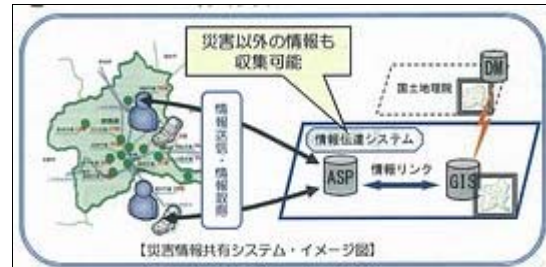 災害以外の情報も
収集可能
DM
国土地理院
情報送信・情報取得
情報伝達システム
ASP
情報リンク
GIS
【災害情報共有システム・イメージ図】